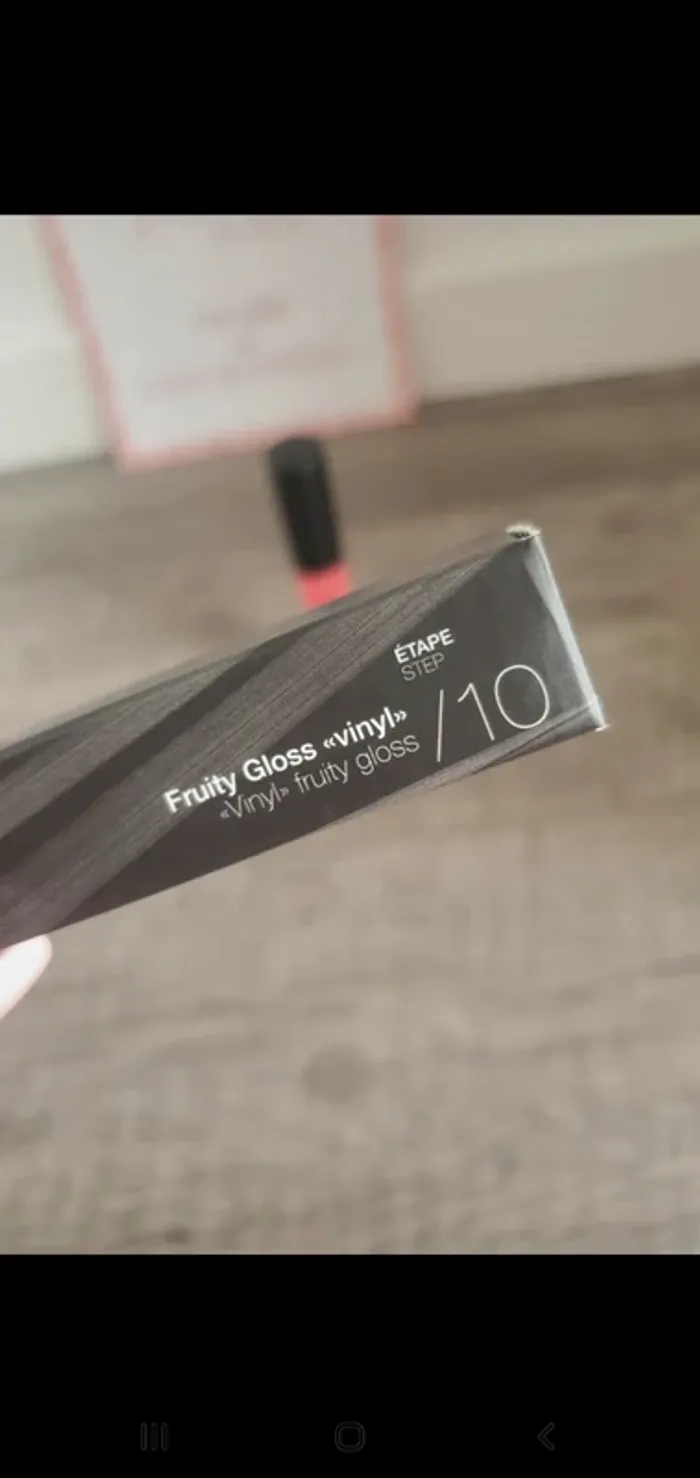 ÉTAPE
STEP
/10
Fruity Gloss «vinyl»
«Vinyl» fruity gloss